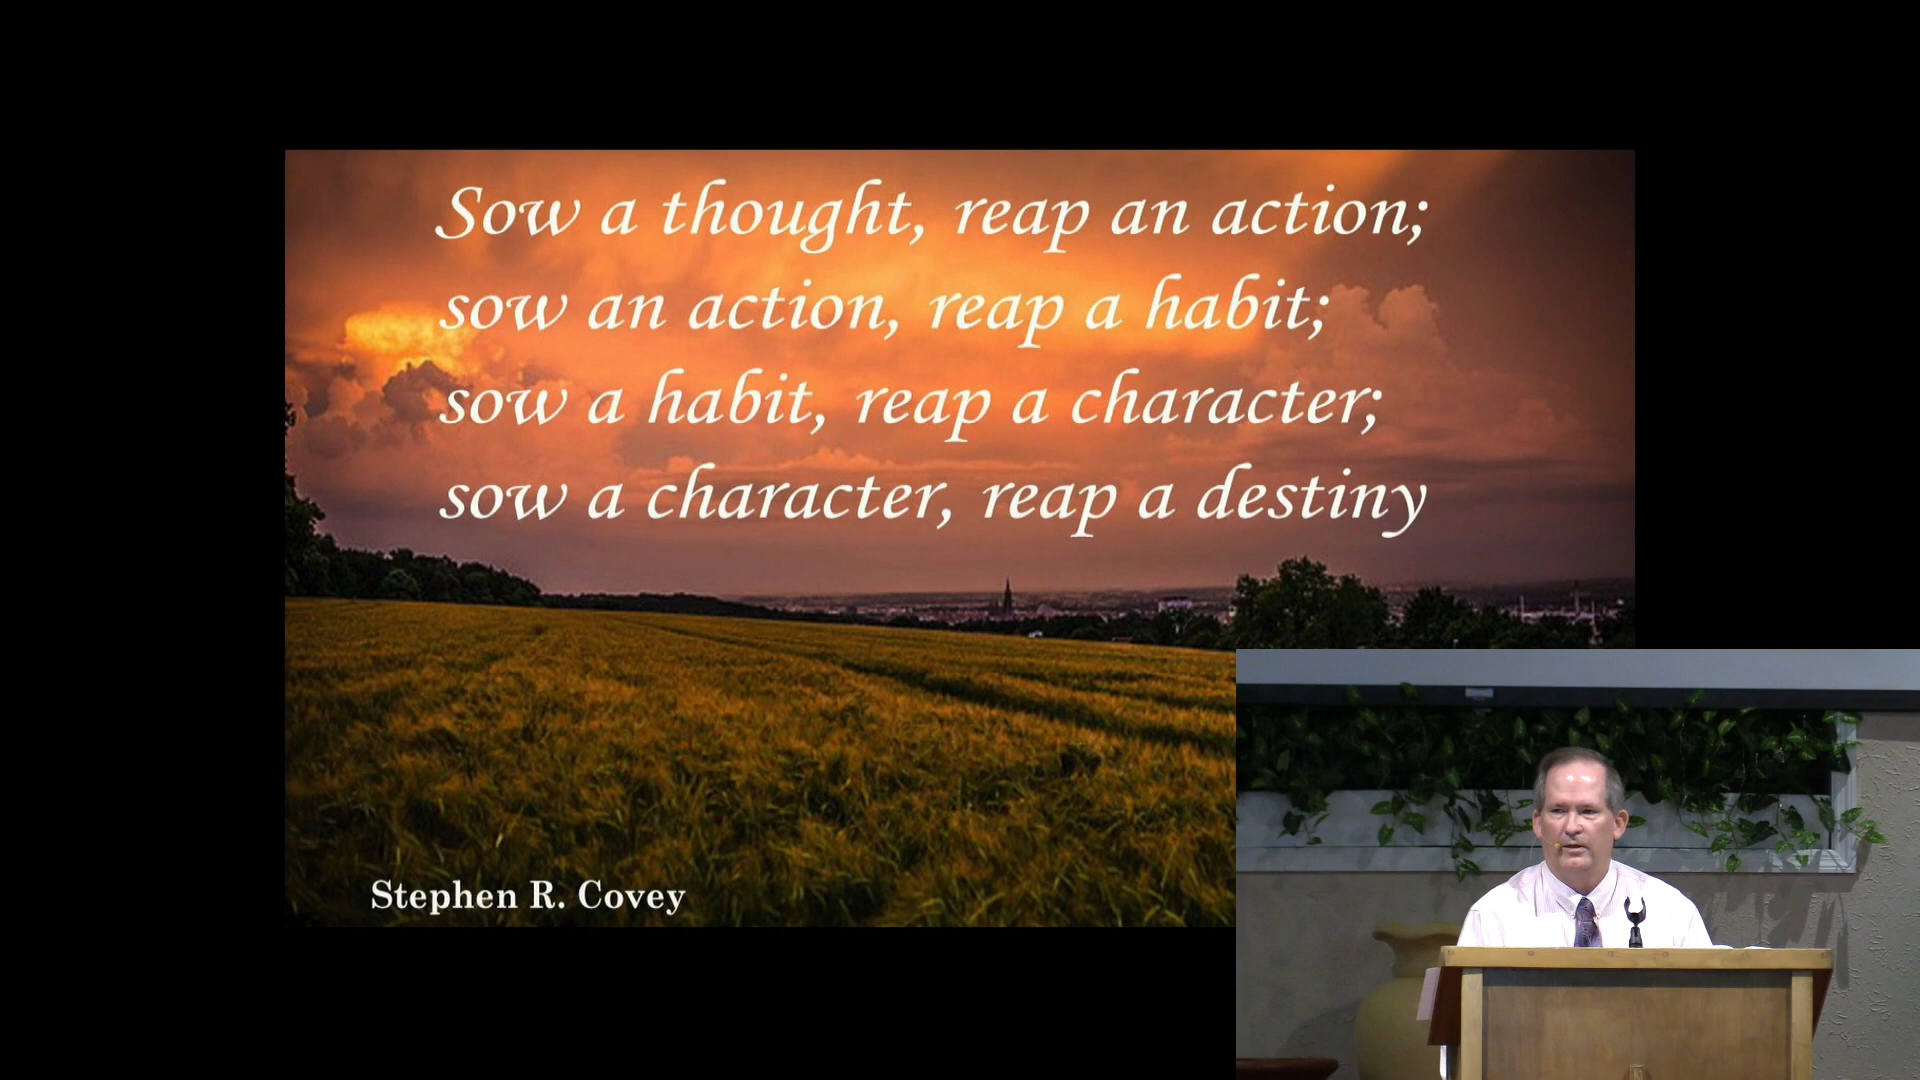 Sow a thought, reap an action;
sow an action, reap a habit;
sow a habit, reap a character;
sow a character, reap a destiny
Stephen R. Covey